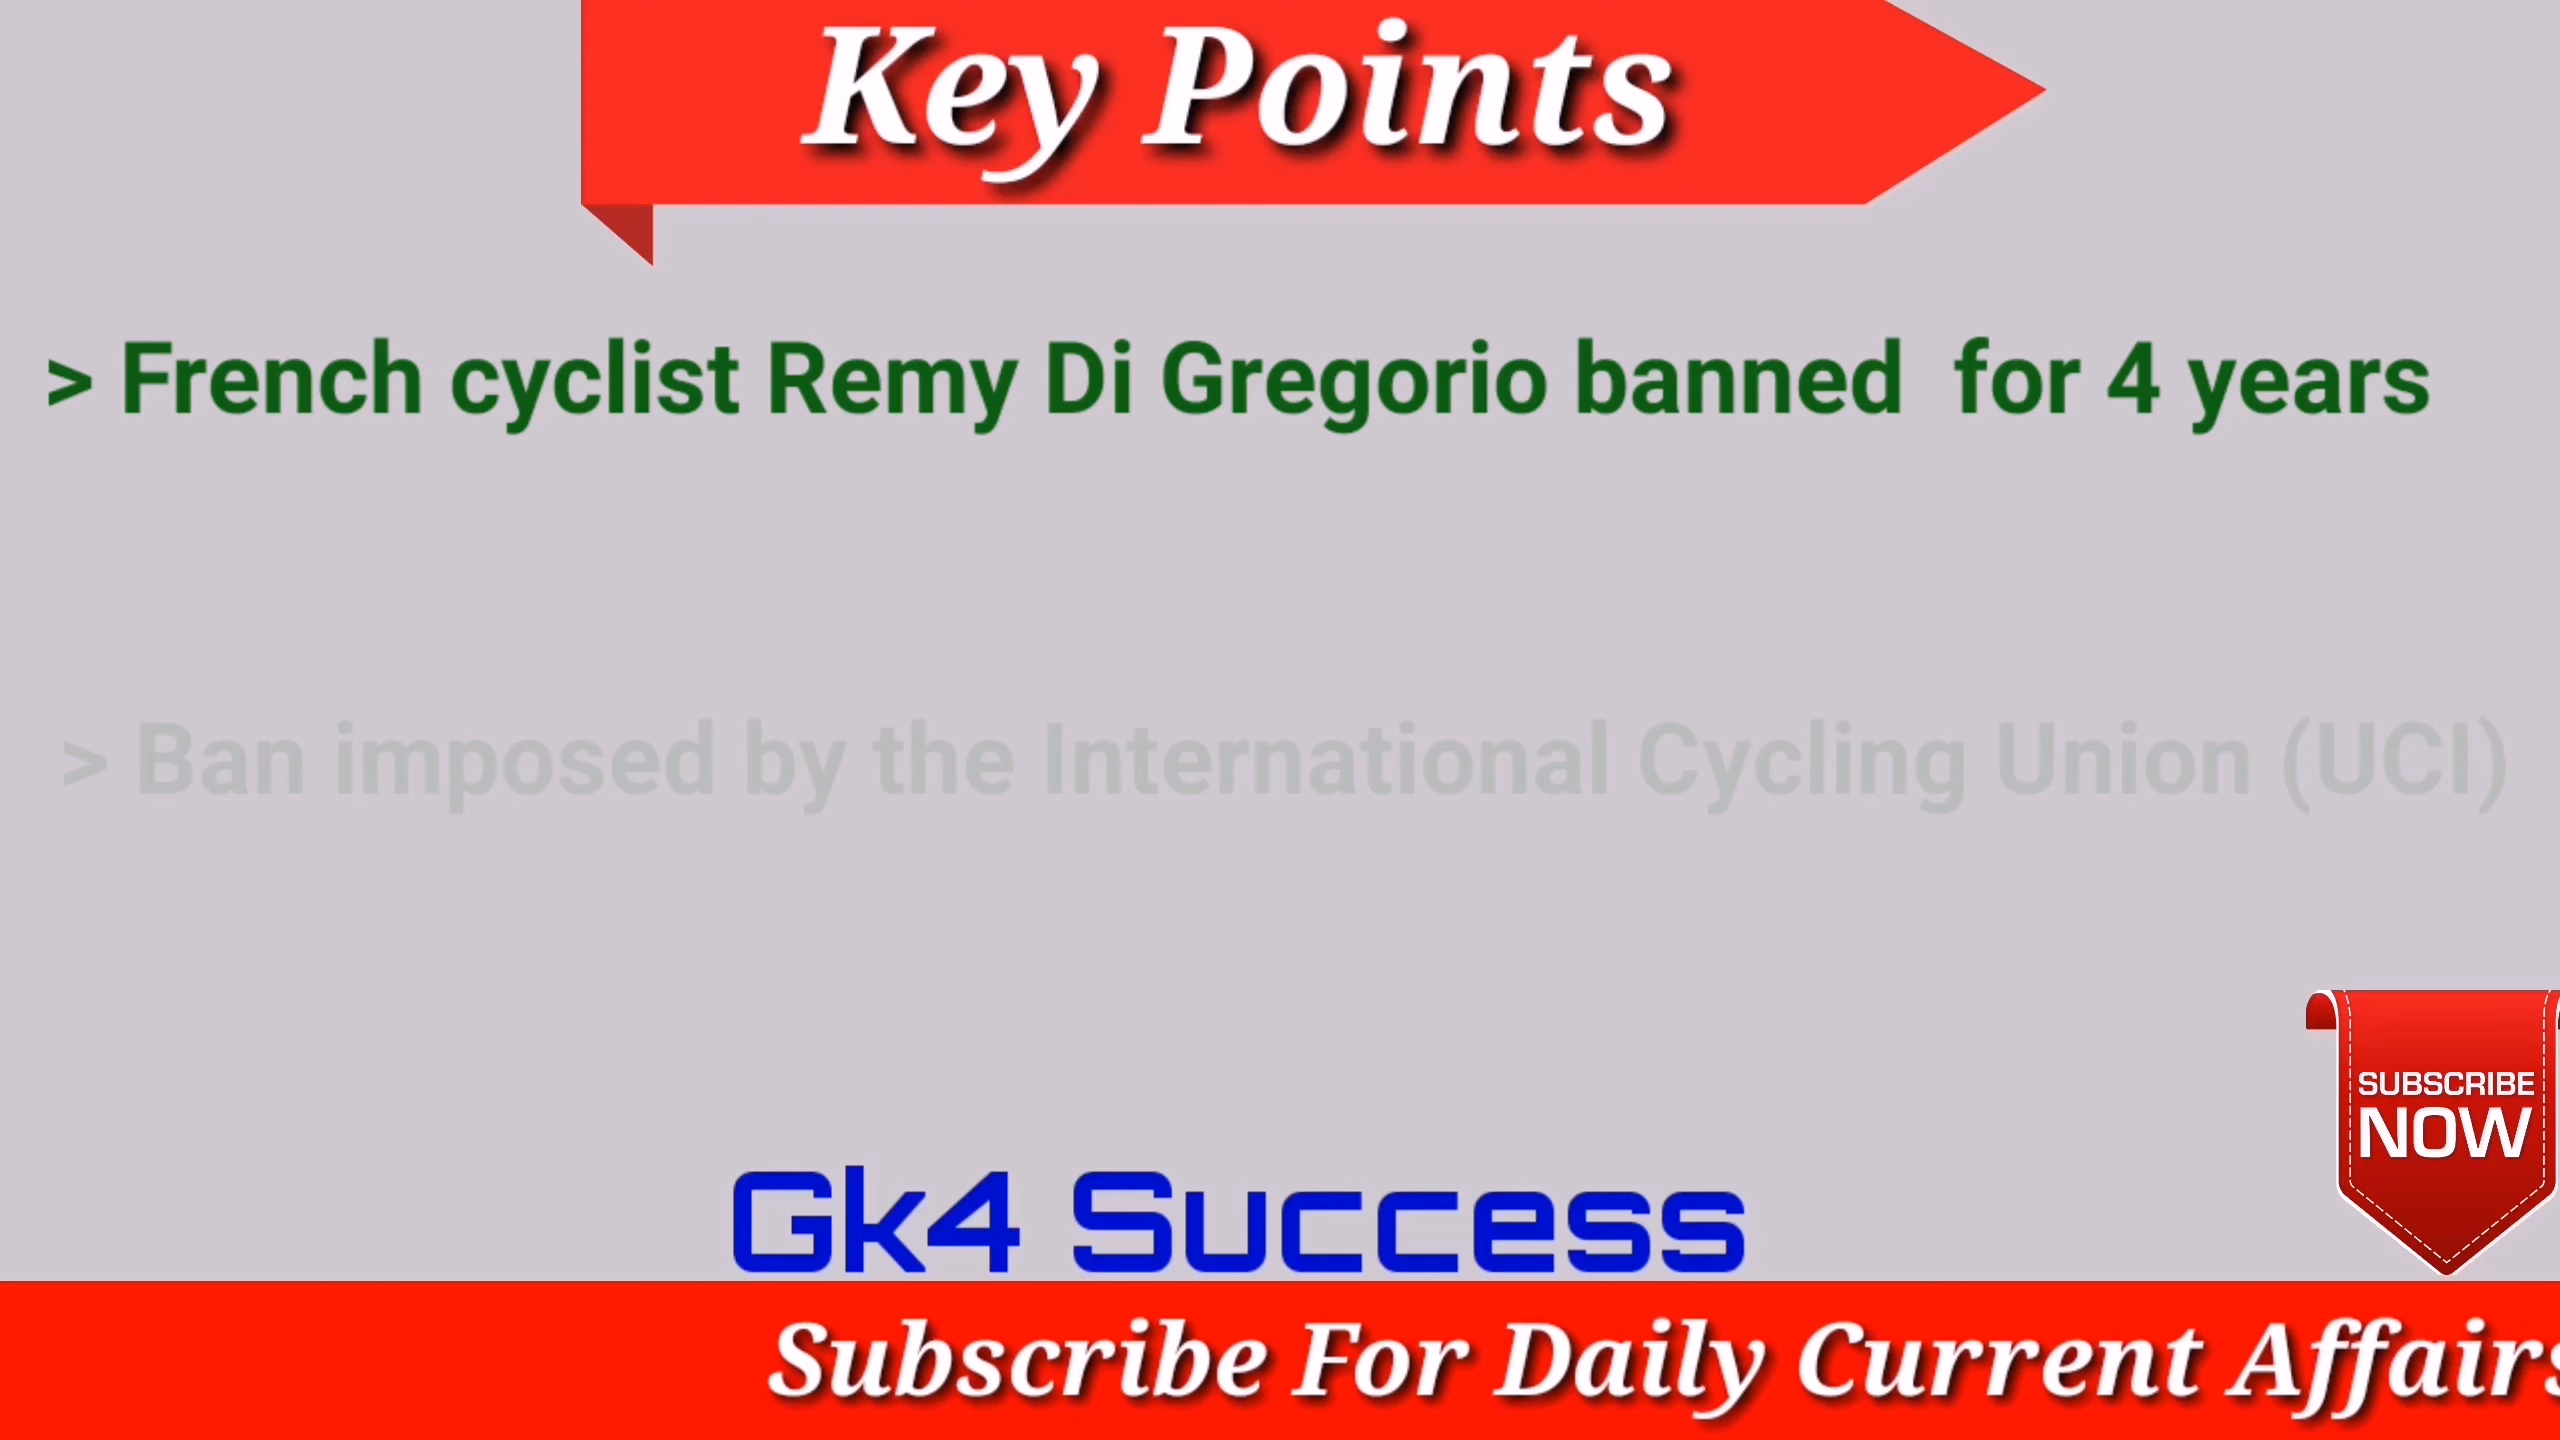 Key Points
> French cyclist Remy Di Gregorio banned  for 4 years
> Ban imposed by the International Cycling Union (UCI)
SUBSCRIBE
NOW
Gk4 Success
Subscribe For Daily Current Affairs